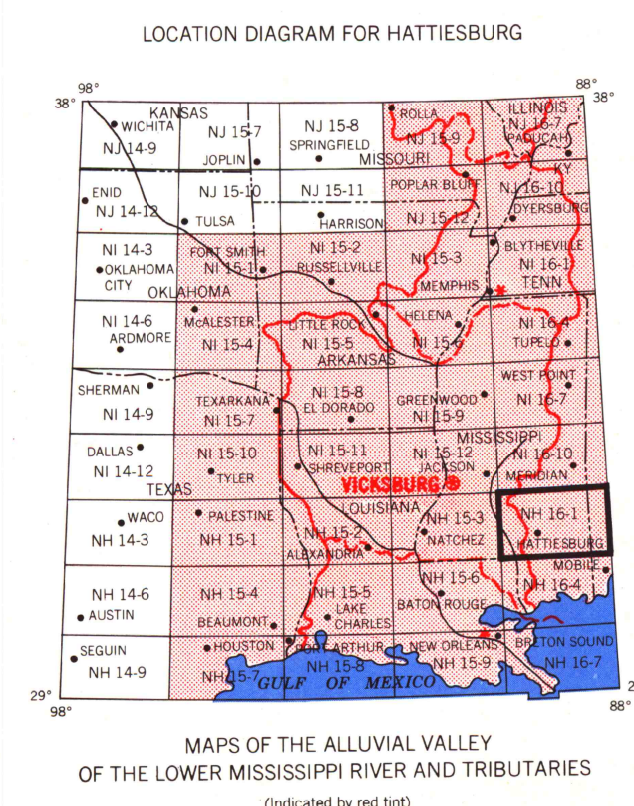 LOCATION DIAGRAM FOR HATTIESBURG
98°
88°
38°
38°
KANSAS
WICHITA
NJ 14-9
NJ 15-7
JOPLIN
NJ 15-8
SPRINGFIELD
MISSOURI
ROLLA
NJ 15-9
ILLINOIS
NJ 16-7
PADUCAH
KY
ENID
NJ 14-12
NJ 15-10
TULSA
NJ 15-11
HARRISON
POPLAR BLUFF
NJ 15-12
NJ 16-10
DYERSBURG
NI 14-3
OKLAHOMA
CITY
FORT SMITH
NI 15-1
OKLAHOMA
NI 15-2
RUSSELLVILLE
NI 15-3
MEMPHIS
BLYTHEVILLE
NI 16-1
TENN
NI 14-6
ARDMORE
McALESTER
NI 15-4
LITTLE ROCK
NI 15-5
ARKANSAS
HELENA
NI 15-6
NI 16-4
TUPELO
SHERMAN
NI 14-9
TEXARKANA
NI 15-7
NI 15-8
EL DORADO
GREENWOOD
NI 15-9
WEST POINT
NI 16-7
MISSISSIPPI
DALLAS
NI 14-12
TEXAS
NI 15-10
TYLER
NI 15-11
SHREVEPORT
NI 15-12
JACKSON
NI 16-10
MERIDIAN
VICKSBURG
LOUISIANA
WACO
NH 14-3
PALESTINE
NH 15-1
NH 15-2
ALEXANDRIA
NH 15-3
NATCHEZ
NH 16-1
HATTIESBURG
MOBILE
NH 14-6
AUSTIN
NH 15-4
BEAUMONT
NH 15-5
LAKE
CHARLES
NH 15-6
BATON ROUGE
NH 16-4
SEGUIN
NH 14-9
HOUSTON
NH 15-7
PORT ARTHUR
NH 15-8
NEW ORLEANS
NH 15-9
BRETON SOUND
NH 16-7
GULF OF MEXICO
29°
98°
2
88°
MAPS OF THE ALLUVIAL VALLEY
OF THE LOWER MISSISSIPPI RIVER AND TRIBUTARIES
(Indicated by red tint)